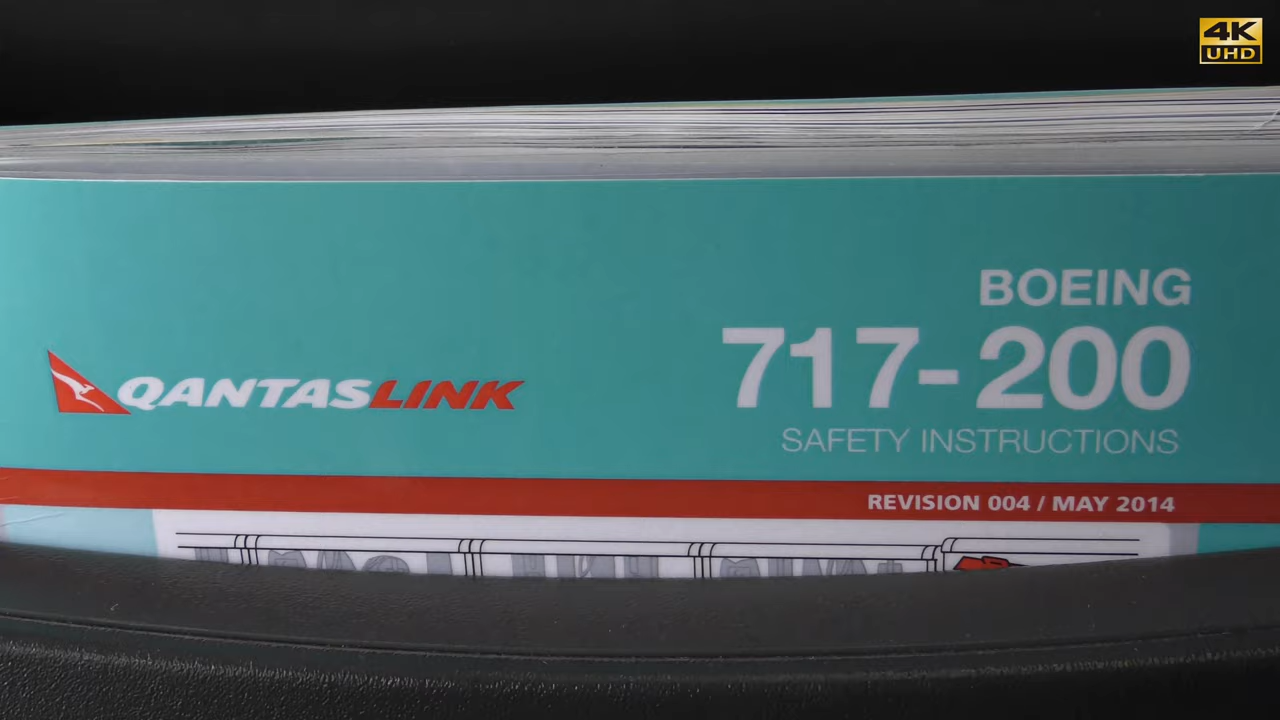 4K
UHD
BOEING
717-200
QANTASLINK
SAFETY INSTRUCTIONS
REVISION 004 / MAY 2014